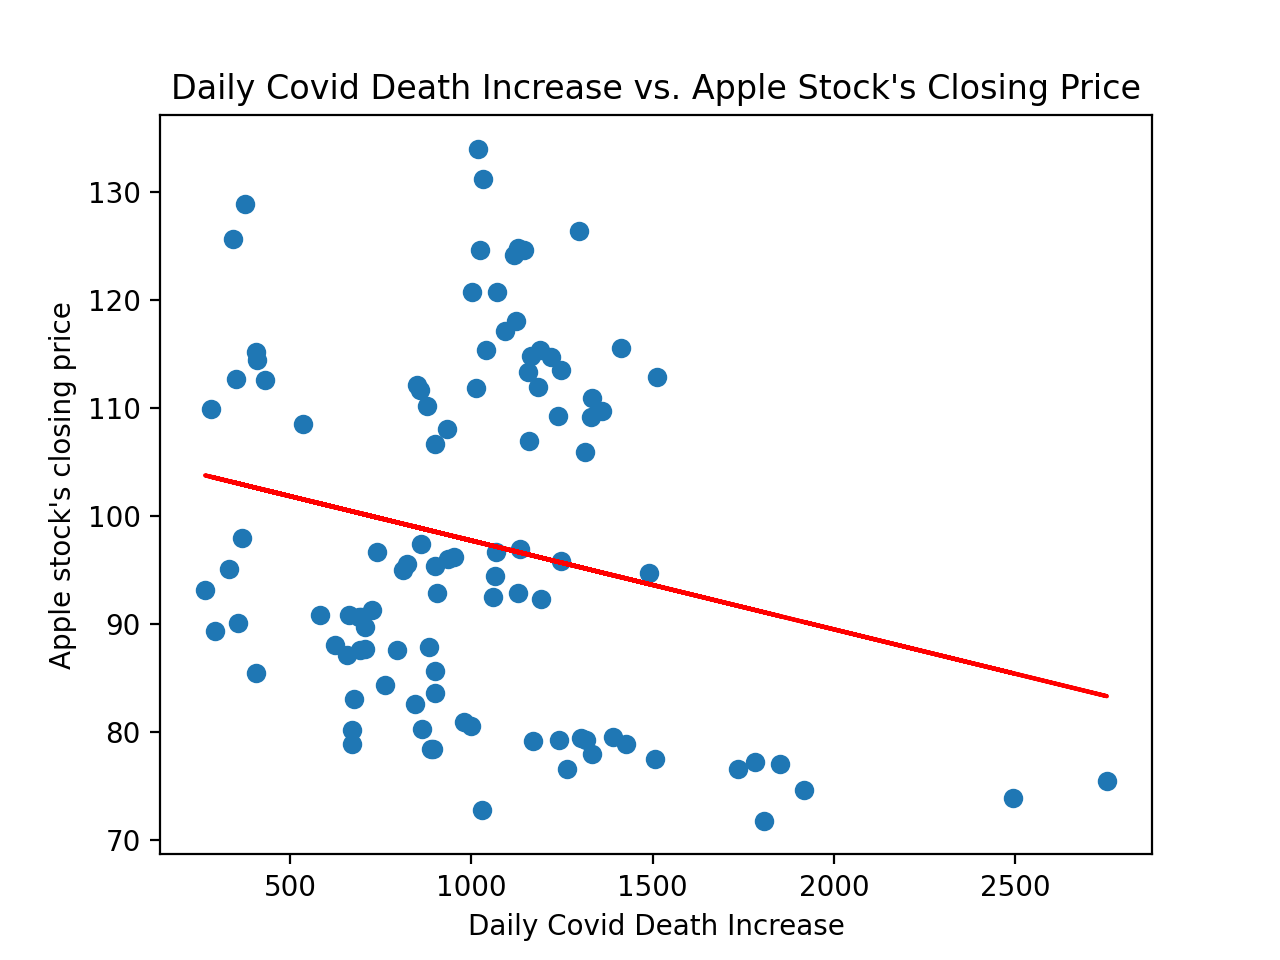 Daily Covid Death Increase vs. Apple Stock's Closing Price
130
120
110
100
90
80
70
Apple stock's closing price
500 1000 1500 2000 2500
Daily Covid Death Increase